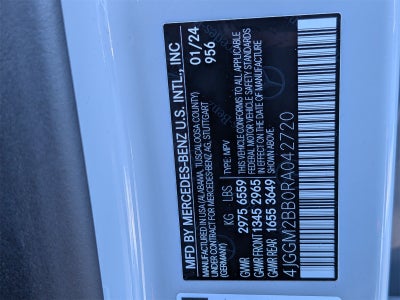 MFD BY MERCEDES-BENZ U.S. INTL., INC
MANUFACTURED IN USA (ALABAMA, TUSCALOOSA COUNTY)
UNDER CONTRACT FOR MERCEDES-BENZ AG, STUTTGART
01/24
956
TYPE: MPV
KG LBS
GVWR 2975 6559
GAWR FRONT 1345 2965
GAWR REAR 1655 3649
THIS VEHICLE CONFORMS TO ALL APPLICABLE
FEDERAL MOTOR VEHICLE SAFETY STANDARDS
IN EFFECT ON THE DATE OF MANUFACTURE
SHOWN ABOVE.
4JGGM2BB0RA042720